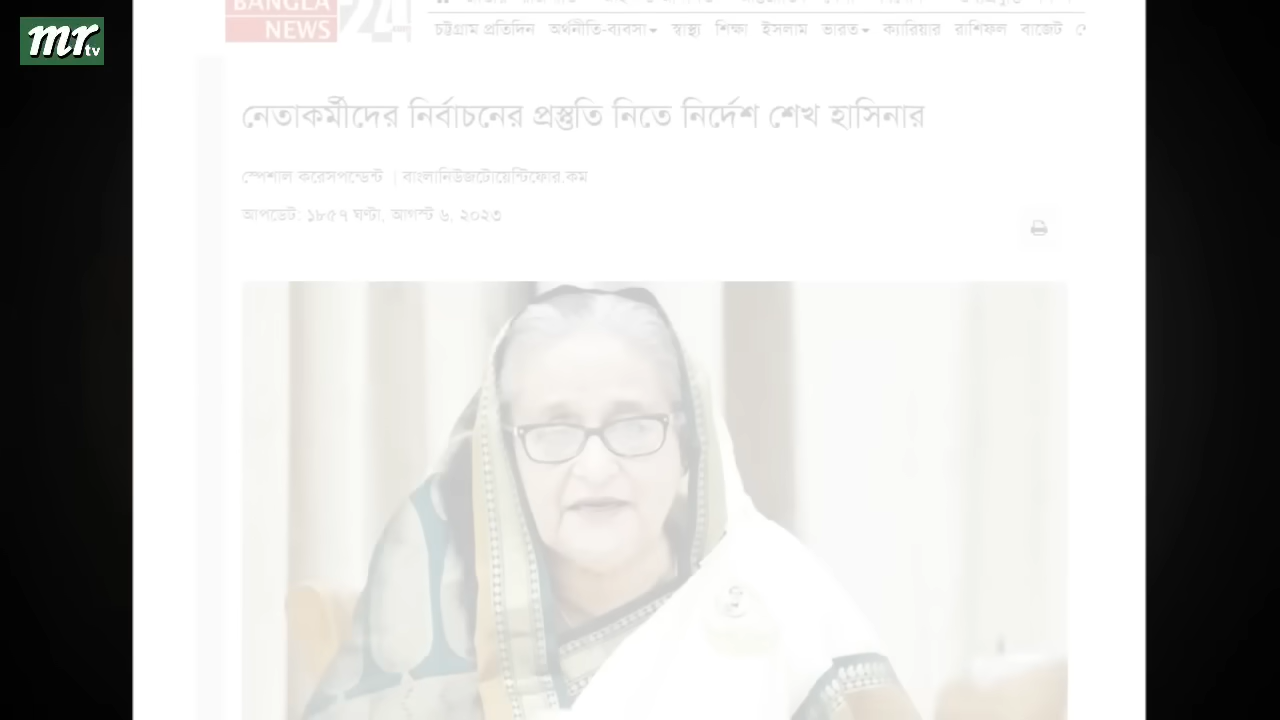 mr tv
BANGLA
NEWS 24
চট্টগ্রাম প্রতিদিন অর্থনীতি-ব্যবসা স্বাস্থ্য শিক্ষা ইসলাম ভারত ক্যারিয়ার রাশিফল বাজেট
নেতাকর্মীদের নির্বাচনের প্রস্তুতি নিতে নির্দেশ শেখ হাসিনার
স্পেশাল করেসপন্ডেন্ট | বাংলানিউজটোয়েন্টিফোর.কম
আপডেট: ১৮৫৭ ঘণ্টা, আগস্ট ৬, ২০২৩